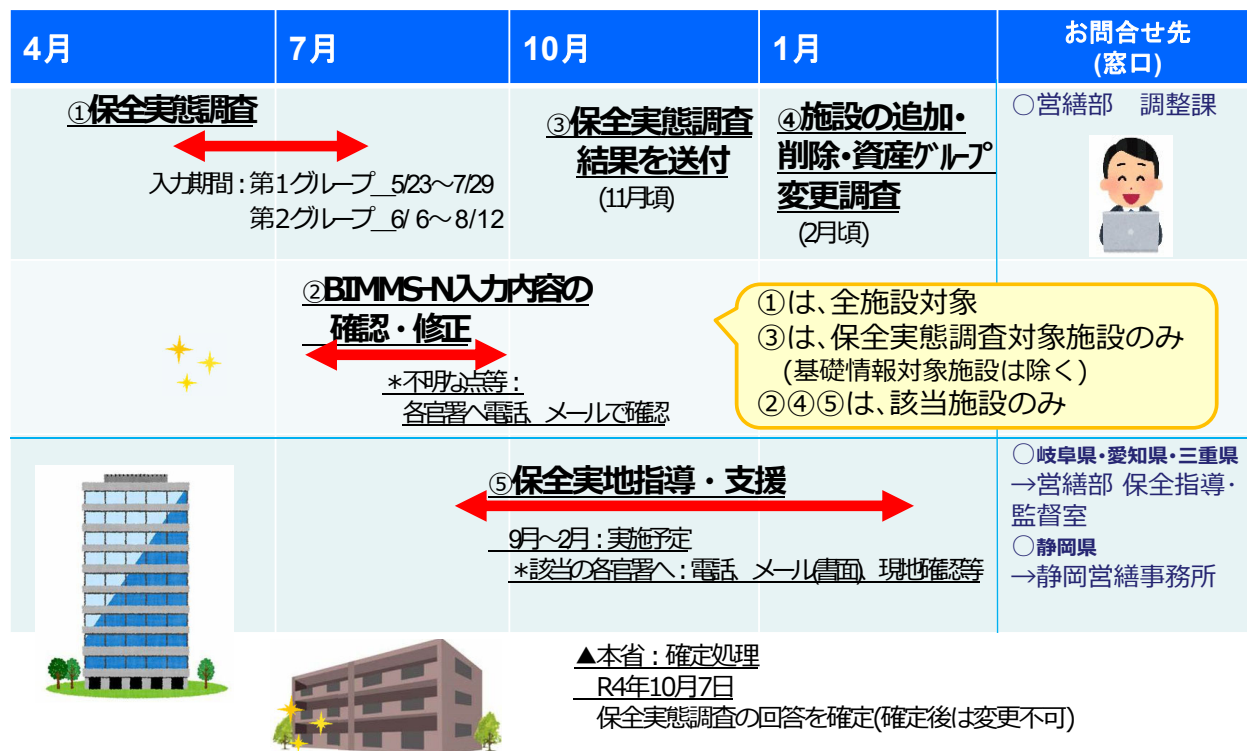 4月
7月
10月
1月
お問合せ先
(窓口)
①保全実態調査
入力期間：第1グループ_5/23～7/29
第2グループ_6/ 6～8/12
③保全実態調査
結果を送付
(11月頃)
④施設の追加・
削除・資産グループ
変更調査
(2月頃)
○営繕部　調整課
②BIMMS-N入力内容の
確認・修正
＊不明な点等：
各官署へ電話、メールで確認
①は、全施設対象
③は、保全実態調査対象施設のみ
(基礎情報対象施設は除く)
②④⑤は、該当施設のみ
⑤保全実地指導・支援
9月～2月：実施予定
＊該当の各官署へ：電話、メール(書面)、現地確認等
○岐阜県・愛知県・三重県
→営繕部 保全指導・
監督室
○静岡県
→静岡営繕事務所
▲本省：確定処理
R4年10月7日
保全実態調査の回答を確定(確定後は変更不可)